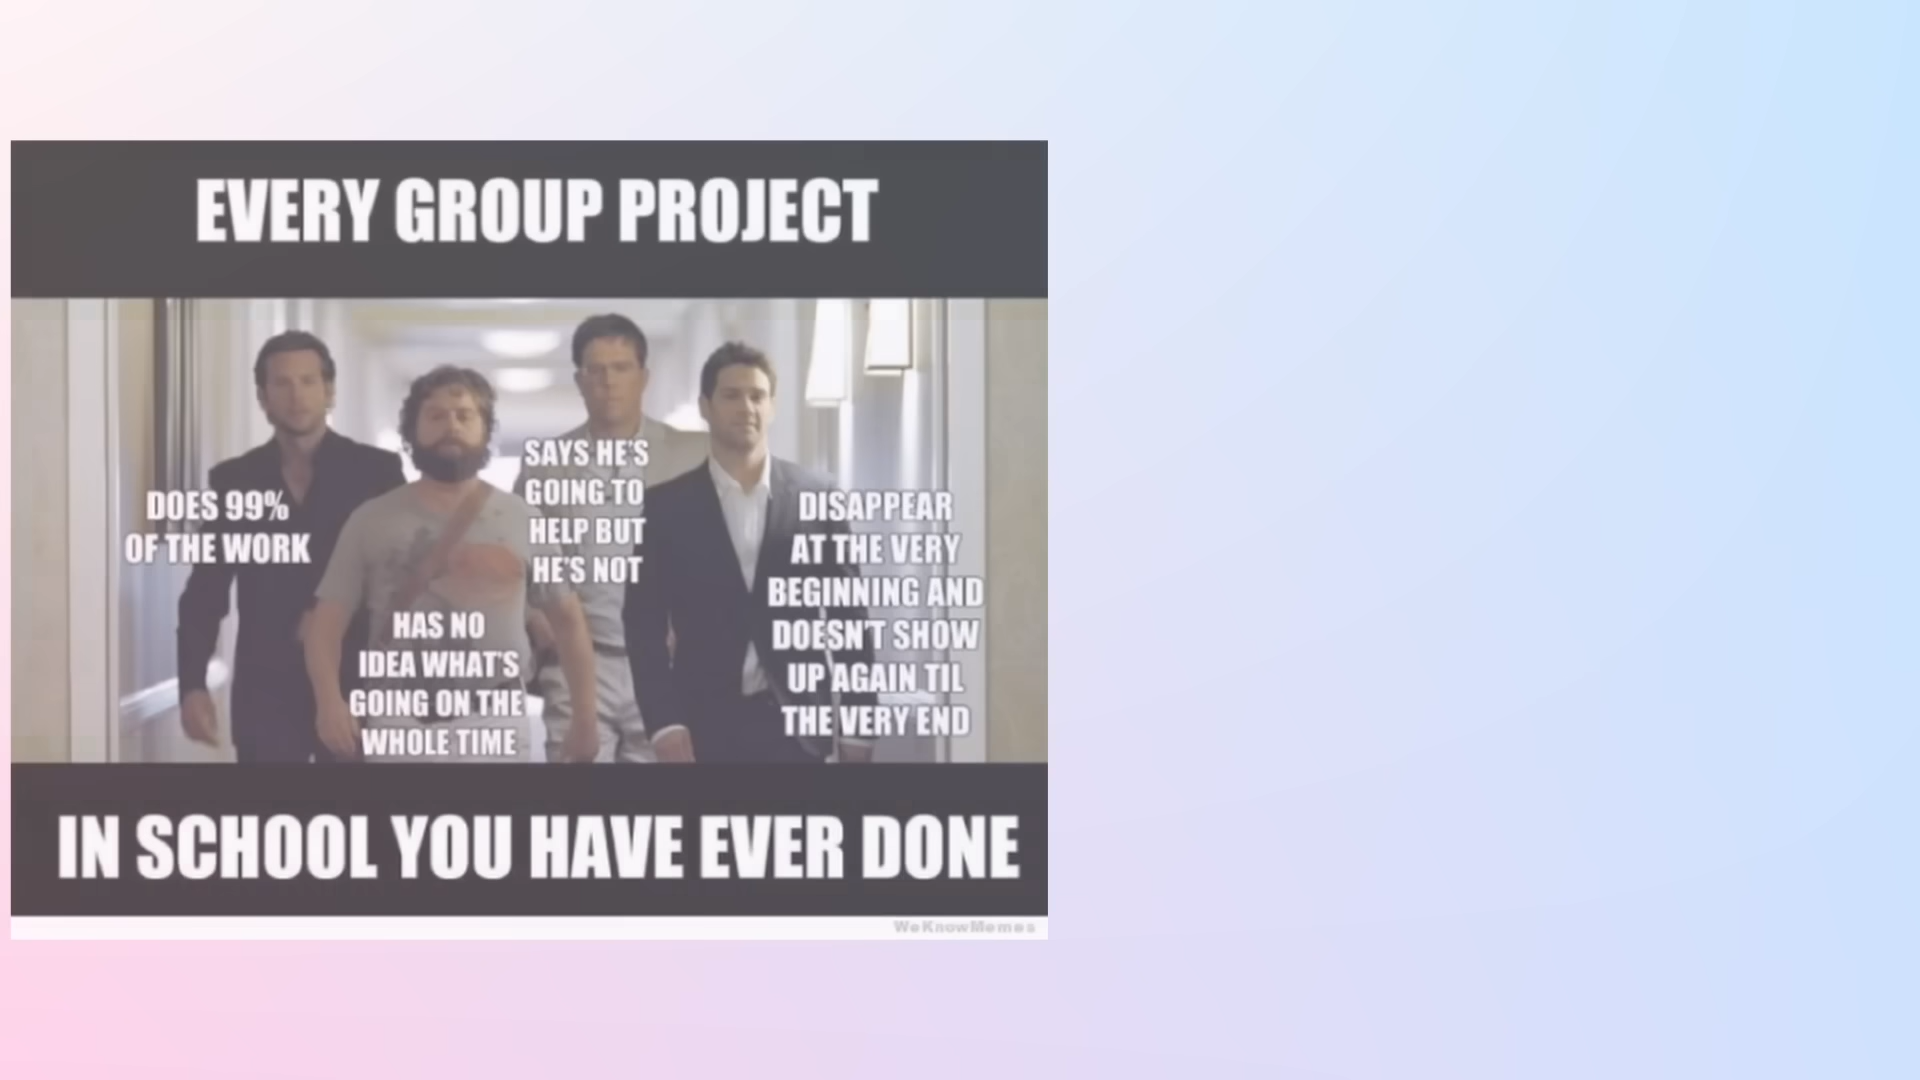 EVERY GROUP PROJECT
DOES 99%
OF THE WORK
HAS NO
IDEA WHAT'S
GOING ON THE
WHOLE TIME
SAYS HE'S
GOING TO
HELP BUT
HE'S NOT
DISAPPEAR
AT THE VERY
BEGINNING AND
DOESN'T SHOW
UP AGAIN TIL
THE VERY END
IN SCHOOL YOU HAVE EVER DONE
WeKnowMemes